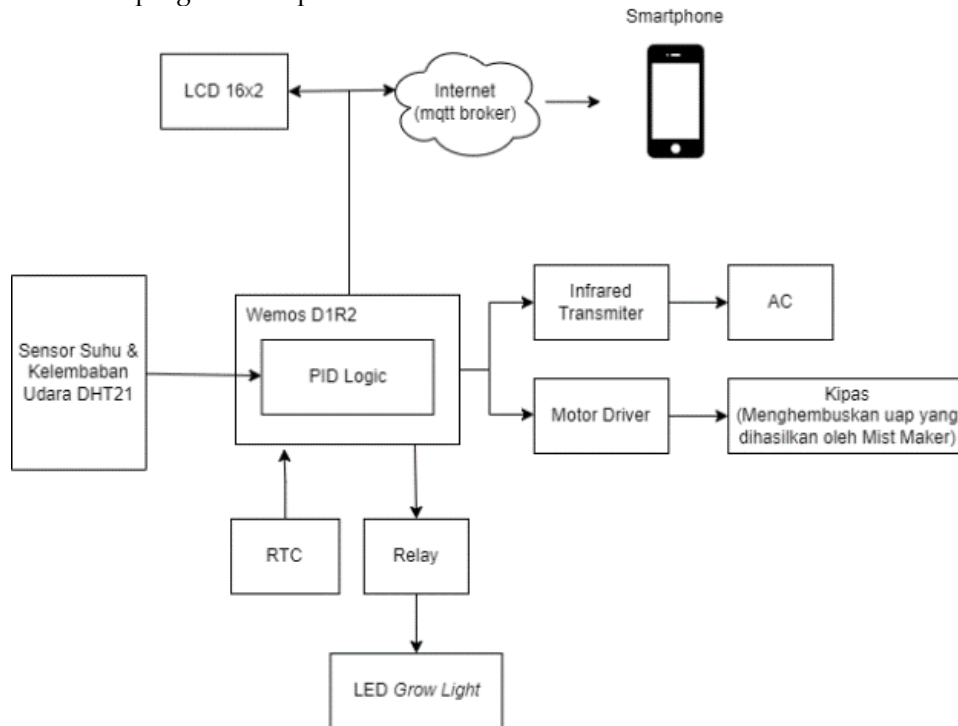 Smartphone
LCD 16x2
Internet
(mqtt broker)
Infrared
Transmiter
AC
Wemos D1R2
PID Logic
Sensor Suhu &
Kelembaban
Udara DHT21
Motor Driver
Kipas
(Menghembuskan uap yang
dihasilkan oleh Mist Maker)
RTC
Relay
LED Grow Light